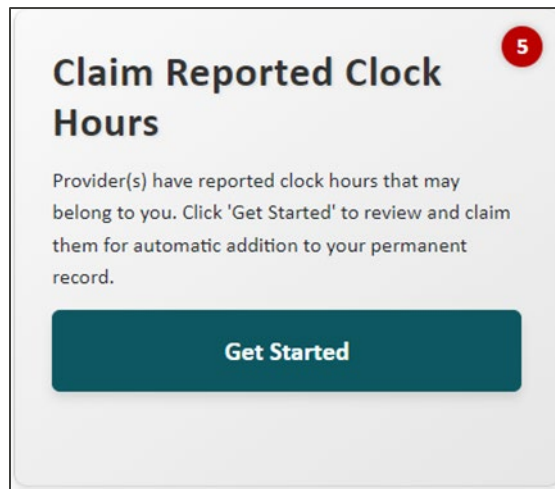 5
Claim Reported Clock
Hours
Provider(s) have reported clock hours that may
belong to you. Click 'Get Started' to review and claim
them for automatic addition to your permanent
record.
Get Started